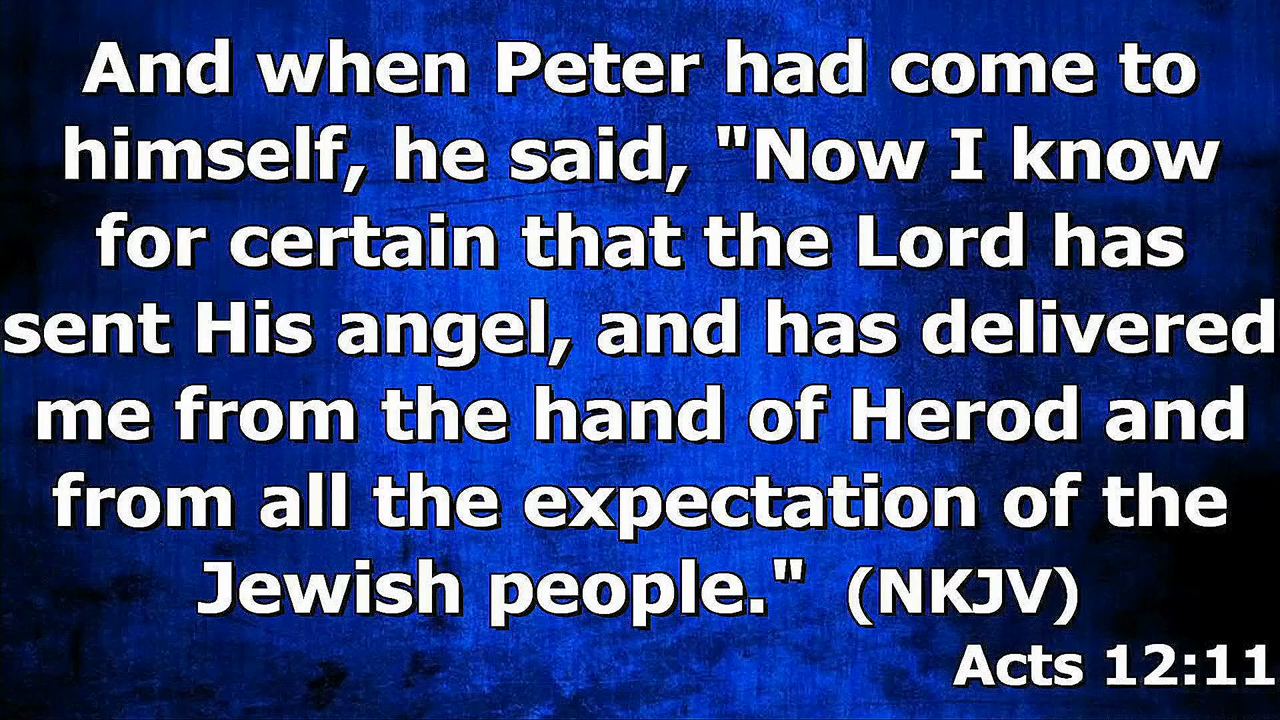 And when Peter had come to
himself, he said, "Now I know
for certain that the Lord has
sent His angel, and has delivered
me from the hand of Herod and
from all the expectation of the
Jewish people." (NKJV)
Acts 12:11